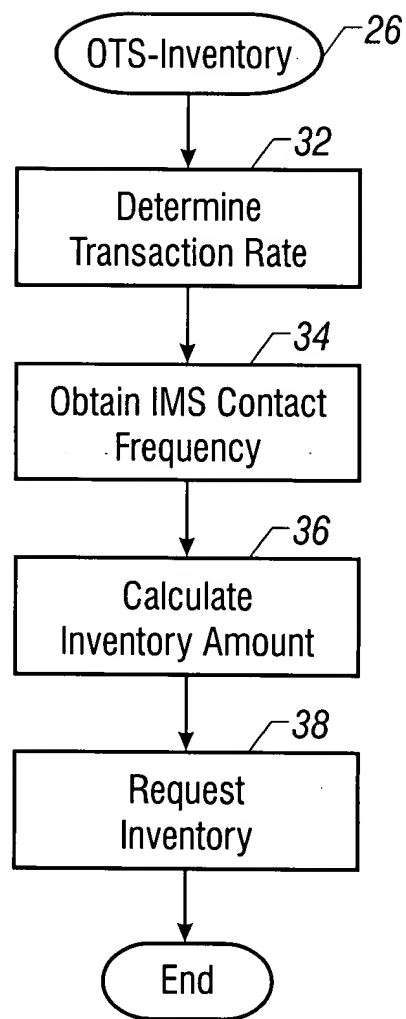 OTS-Inventory
26
32
Determine
Transaction Rate
34
Obtain IMS Contact
Frequency
36
Calculate
Inventory Amount
38
Request
Inventory
End